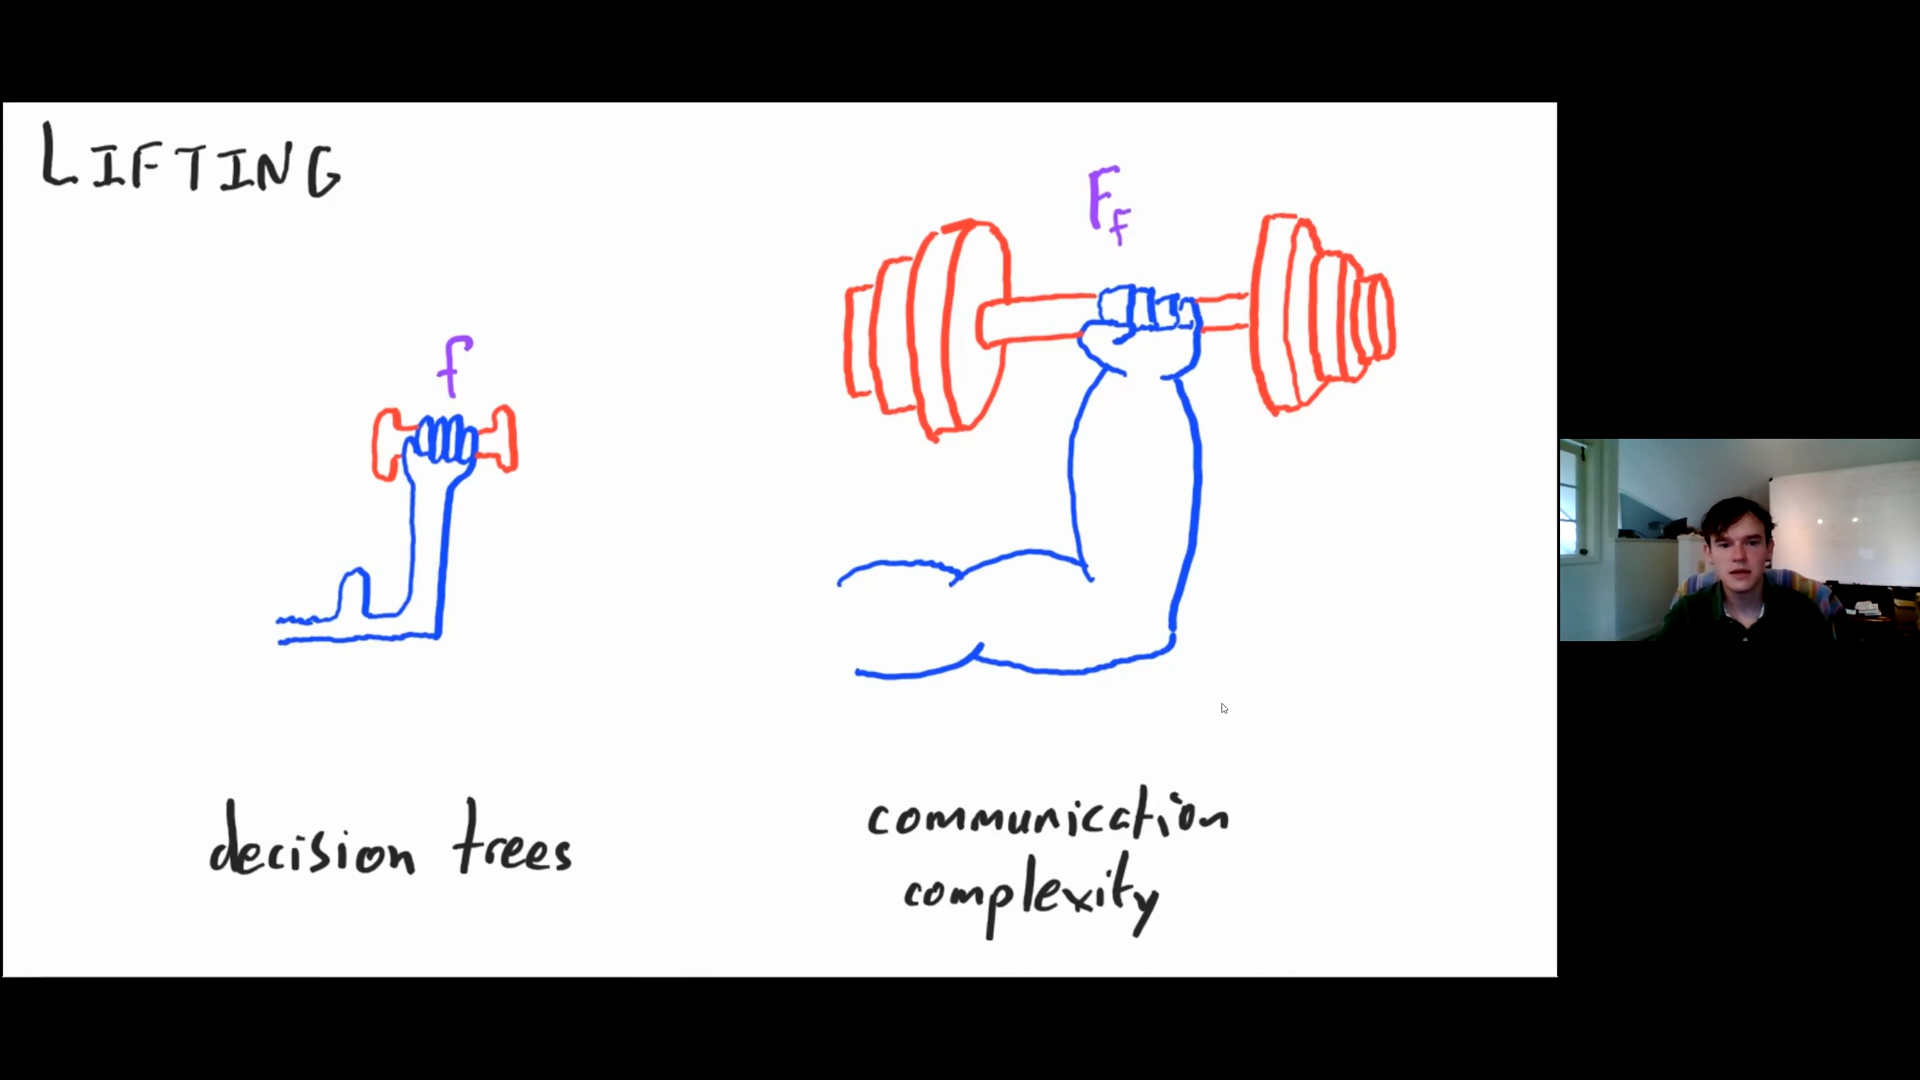 LIFTING
f
F_f
decision trees
communication
complexity